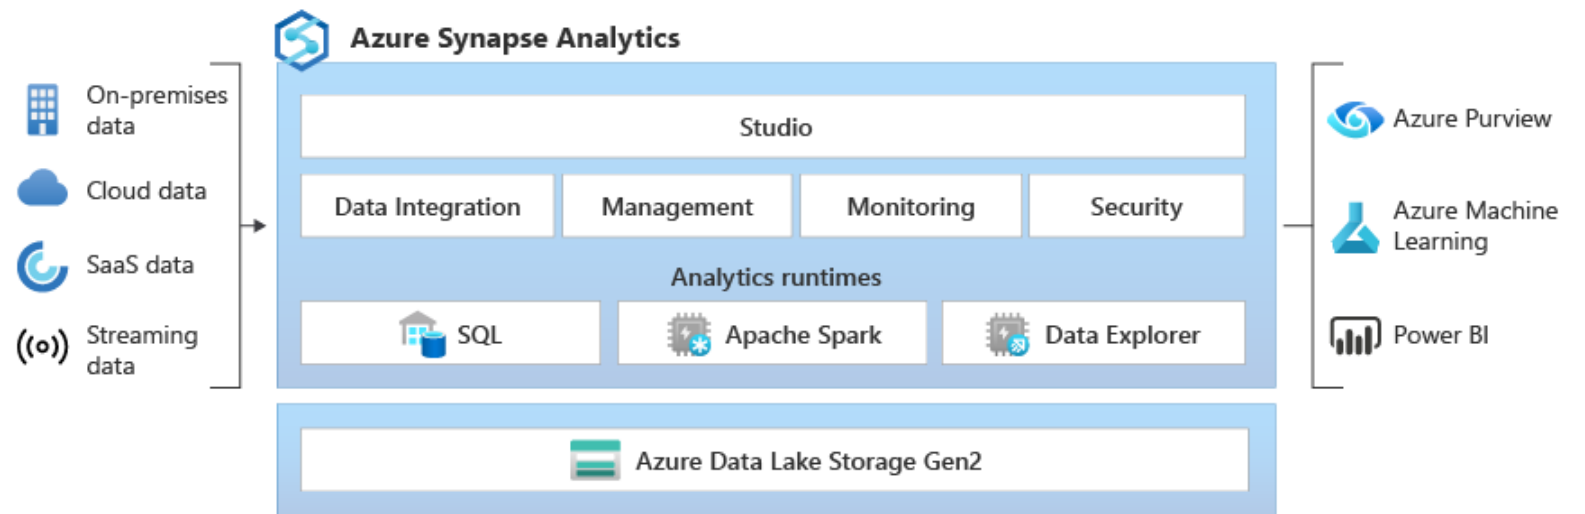 Azure Synapse Analytics
On-premises
data
Cloud data
SaaS data
Streaming
data
Studio
Data Integration
Management
Monitoring
Security
Analytics runtimes
SQL
Apache Spark
Data Explorer
Azure Data Lake Storage Gen2
Azure Purview
Azure Machine
Learning
Power BI